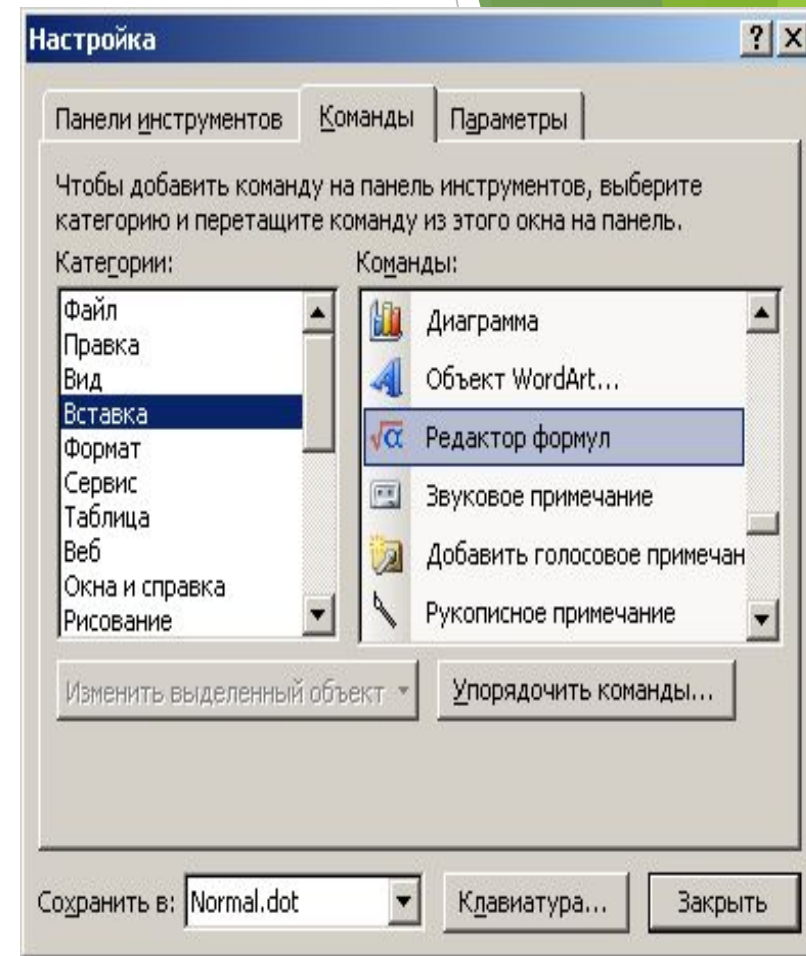 Настройка
Панели инструментов
Команды
Параметры
Чтобы добавить команду на панель инструментов, выберите
категорию и перетащите команду из этого окна на панель.
Категории:
Команды:
Файл
Правка
Вид
Вставка
Формат
Сервис
Таблица
Веб
Окна и справка
Рисование
Диаграмма
Объект WordArt...
√α Редактор формул
Звуковое примечание
Добавить голосовое примечан
Рукописное примечание
Изменить выделенный объект
Упорядочить команды...
Сохранить в: Normal.dot
Клавиатура...
Закрыть